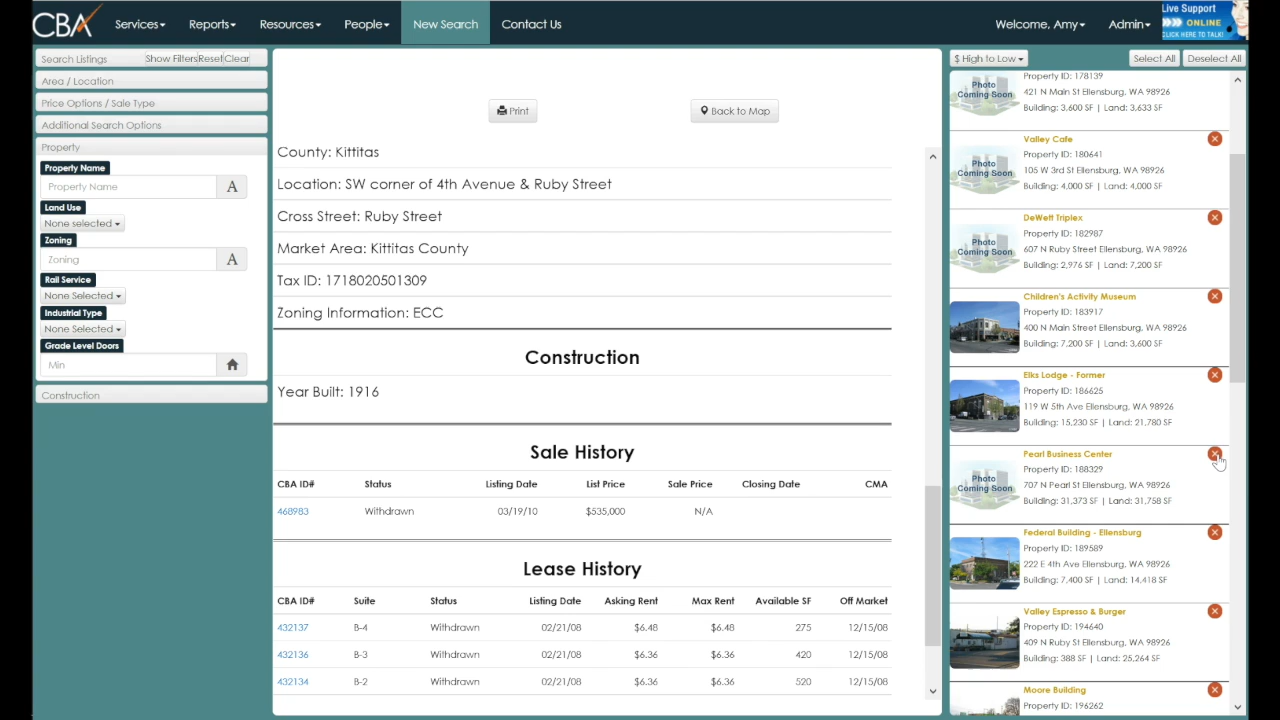 CBA
Services
Reports
Resources
People
New Search
Contact Us
Welcome, Amy
Admin
Live Support
ONLINE
CLICK HERE TO TALK!
Search Listings
Show Filters
Reset
Clear
Area / Location
Price Options / Sale Type
Additional Search Options
Property
Property Name
Property Name
A
Land Use
None selected
Zoning
Zoning
A
Rail Service
None Selected
Industrial Type
None Selected
Grade Level Doors
Min
Construction
Print
Back to Map
County: Kittitas
Location: SW corner of 4th Avenue & Ruby Street
Cross Street: Ruby Street
Market Area: Kittitas County
Tax ID: 1718020501309
Zoning Information: ECC
Construction
Year Built: 1916
Sale History
CBA ID# Status Listing Date List Price Sale Price Closing Date CMA
468983 Withdrawn 03/19/10 $535,000 N/A
Lease History
CBA ID# Suite Status Listing Date Asking Rent Max Rent Available SF Off Market
432137 B-4 Withdrawn 02/21/08 $6.48 $6.48 275 12/15/08
432136 B-3 Withdrawn 02/21/08 $6.36 $6.36 420 12/15/08
432134 B-2 Withdrawn 02/21/08 $6.36 $6.36 520 12/15/08
$ High to Low
Select All
Deselect All
Photo
Coming Soon
Property ID: 178139
421 N Main St Ellensburg, WA 98926
Building: 3,600 SF | Land: 3,633 SF
Photo
Coming Soon
Valley Cafe
Property ID: 180641
105 W 3rd St Ellensburg, WA 98926
Building: 4,000 SF | Land: 4,000 SF
Photo
Coming Soon
DeWett Triplex
Property ID: 182987
607 N Ruby Street Ellensburg, WA 98926
Building: 2,976 SF | Land: 7,200 SF
Children's Activity Museum
Property ID: 183917
400 N Main Street Ellensburg, WA 98926
Building: 7,200 SF | Land: 3,600 SF
Elks Lodge - Former
Property ID: 186625
119 W 5th Ave Ellensburg, WA 98926
Building: 15,230 SF | Land: 21,780 SF
Photo
Coming Soon
Pearl Business Center
Property ID: 188329
707 N Pearl St Ellensburg, WA 98926
Building: 31,373 SF | Land: 31,758 SF
Federal Building - Ellensburg
Property ID: 189589
222 E 4th Ave Ellensburg, WA 98926
Building: 7,400 SF | Land: 14,418 SF
Valley Espresso & Burger
Property ID: 194640
409 N Ruby St Ellensburg, WA 98926
Building: 388 SF | Land: 25,264 SF
Moore Building
Property ID: 196262